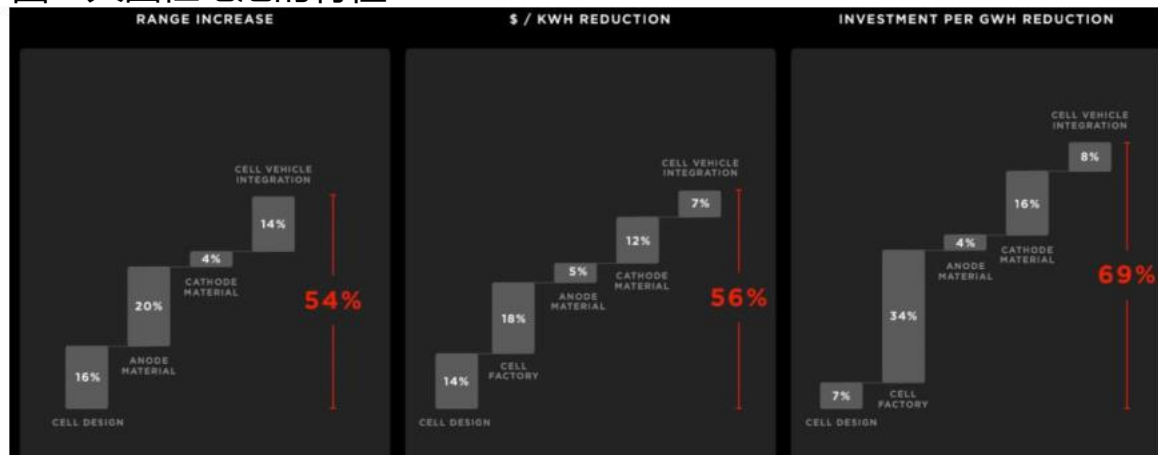 RANGE INCREASE
CELL VEHICLE
INTEGRATION
14%
4%
CATHODE
MATERIAL
20%
ANODE
MATERIAL
16%
CELL DESIGN
54%
$ / KWH REDUCTION
CELL VEHICLE
INTEGRATION
7%
12%
CATHODE
MATERIAL
5%
ANODE
MATERIAL
18%
CELL
FACTORY
14%
CELL DESIGN
56%
INVESTMENT PER GWH REDUCTION
CELL VEHICLE
INTEGRATION
8%
16%
CATHODE
MATERIAL
4%
ANODE
MATERIAL
34%
CELL
FACTORY
7%
CELL DESIGN
69%